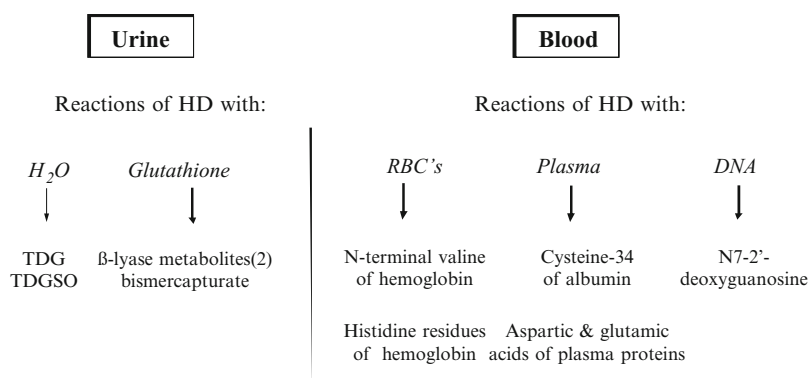 Urine
Blood
Reactions of HD with:
Reactions of HD with:
H2O
Glutathione
RBC's
Plasma
DNA
TDG
TDGSO
ß-lyase metabolites(2)
bismercapturate
N-terminal valine
of hemoglobin
Cysteine-34
of albumin
N7-2'-
deoxyguanosine
Histidine residues
of hemoglobin
Aspartic & glutamic
acids of plasma proteins